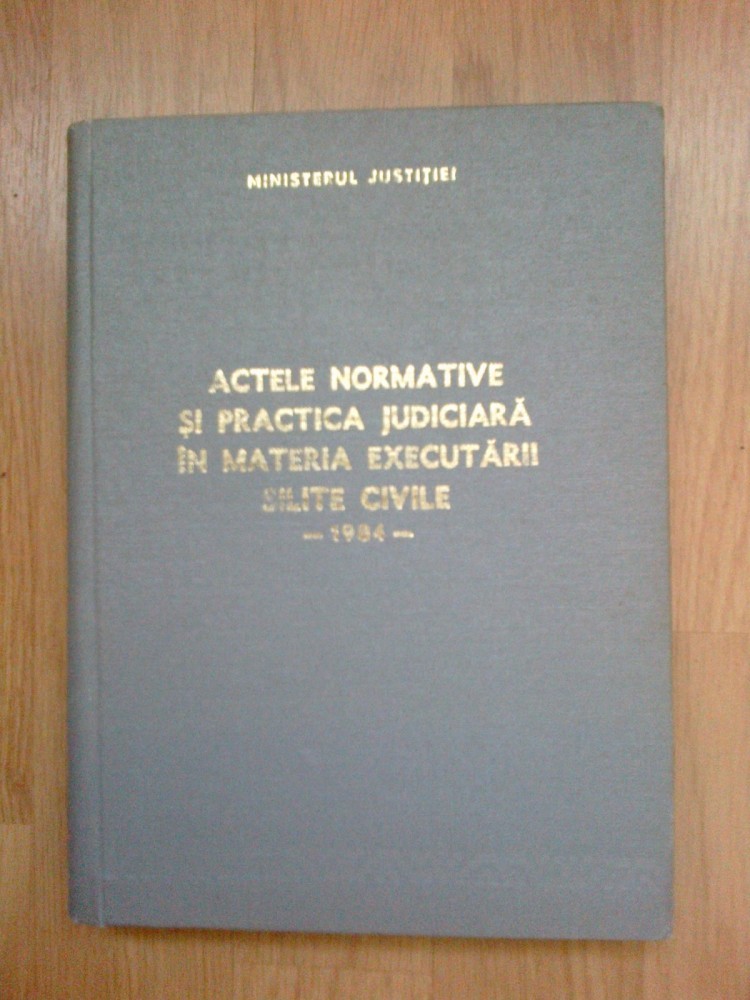 MINISTERUL JUSTIȚIEI
ACTELE NORMATIVE
ȘI PRACTICA JUDICIARĂ
ÎN MATERIA EXECUTĂRII
SILITE CIVILE
— 1984 —